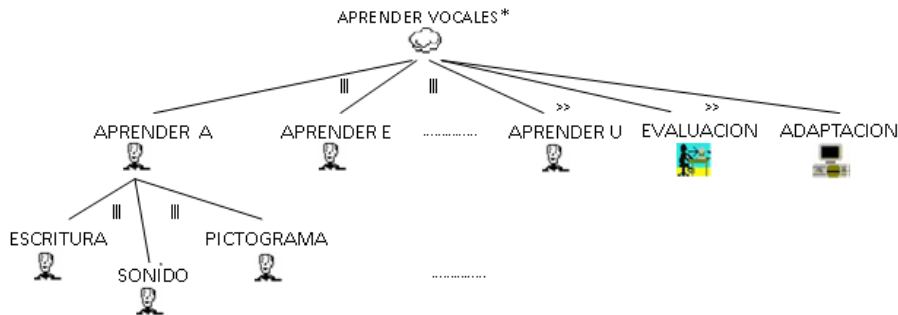 APRENDER VOCALES*
||| ||| >> >>
APRENDER A APRENDER E .............. APRENDER U EVALUACION ADAPTACION
||| |||
ESCRITURA PICTOGRAMA
SONIDO ..............